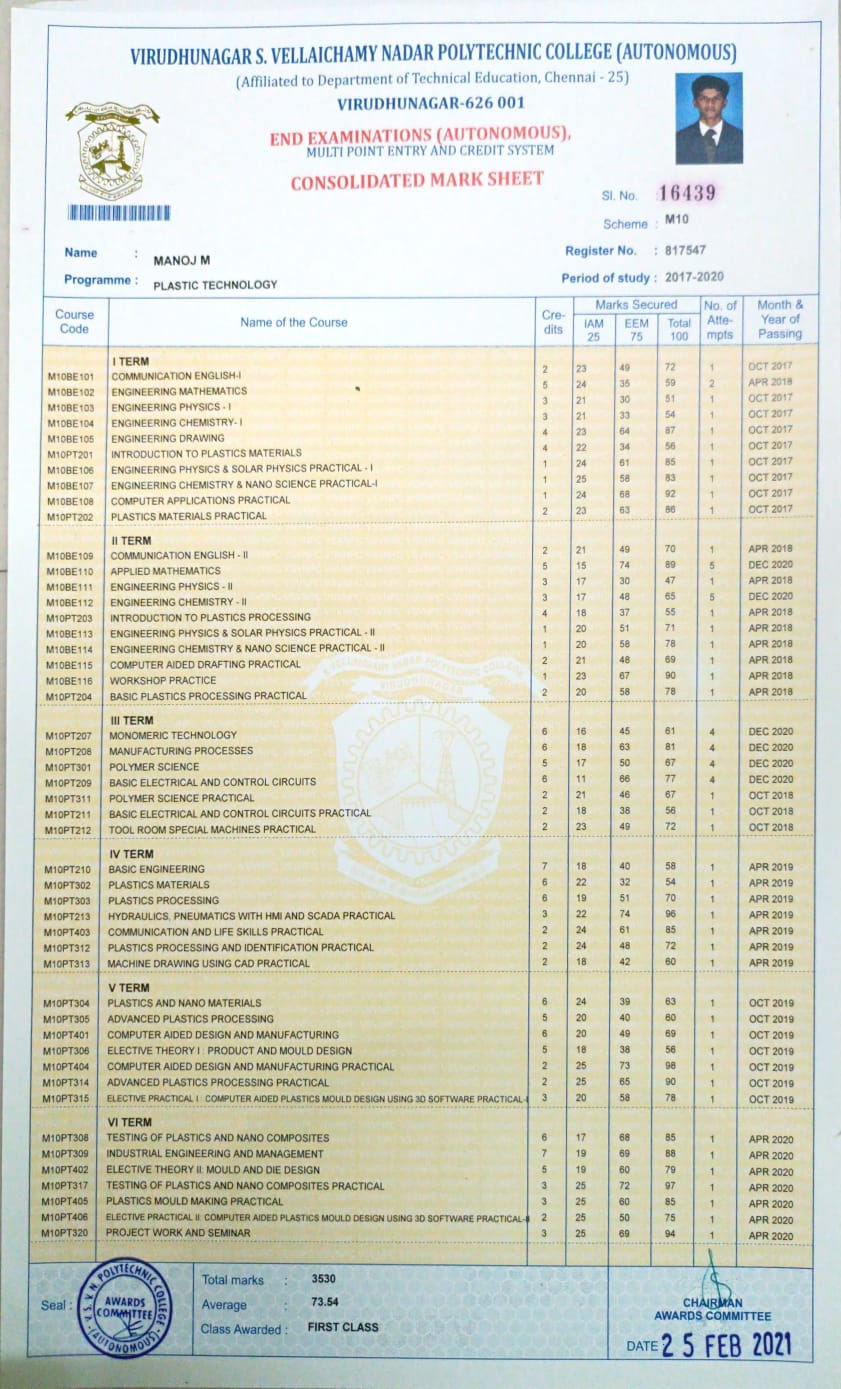 VIRUDHUNAGAR S. VELLAICHAMY NADAR POLYTECHNIC COLLEGE (AUTONOMOUS)
(Affiliated to Department of Technical Education, Chennai - 25)
VIRUDHUNAGAR-626 001
END EXAMINATIONS (AUTONOMOUS),
MULTI POINT ENTRY AND CREDIT SYSTEM
CONSOLIDATED MARK SHEET
Sl. No. 16439
Scheme : M10
Name : MANOJ M
Register No. : 817547
Programme : PLASTIC TECHNOLOGY
Period of study : 2017-2020
Course Code Name of the Course Cre-dits Marks Secured IAM 25 EEM 75 Total 100 No. of Atte-mpts Month & Year of Passing
I TERM
M10BE101 COMMUNICATION ENGLISH-I 2 23 49 72 1 OCT 2017
M10BE102 ENGINEERING MATHEMATICS 5 24 35 59 2 APR 2018
M10BE103 ENGINEERING PHYSICS - I 3 21 30 51 1 OCT 2017
M10BE104 ENGINEERING CHEMISTRY- I 3 21 33 54 1 OCT 2017
M10BE105 ENGINEERING DRAWING 4 23 64 87 1 OCT 2017
M10PT201 INTRODUCTION TO PLASTICS MATERIALS 4 22 34 56 1 OCT 2017
M10BE106 ENGINEERING PHYSICS & SOLAR PHYSICS PRACTICAL - I 1 24 61 85 1 OCT 2017
M10BE107 ENGINEERING CHEMISTRY & NANO SCIENCE PRACTICAL-I 1 25 58 83 1 OCT 2017
M10BE108 COMPUTER APPLICATIONS PRACTICAL 1 24 68 92 1 OCT 2017
M10PT202 PLASTICS MATERIALS PRACTICAL 2 23 63 86 1 OCT 2017
II TERM
M10BE109 COMMUNICATION ENGLISH - II 2 21 49 70 1 APR 2018
M10BE110 APPLIED MATHEMATICS 5 15 74 89 5 DEC 2020
M10BE111 ENGINEERING PHYSICS - II 3 17 30 47 1 APR 2018
M10BE112 ENGINEERING CHEMISTRY - II 3 17 48 65 5 DEC 2020
M10PT203 INTRODUCTION TO PLASTICS PROCESSING 4 18 37 55 1 APR 2018
M10BE113 ENGINEERING PHYSICS & SOLAR PHYSICS PRACTICAL - II 1 20 51 71 1 APR 2018
M10BE114 ENGINEERING CHEMISTRY & NANO SCIENCE PRACTICAL - II 1 20 58 78 1 APR 2018
M10BE115 COMPUTER AIDED DRAFTING PRACTICAL 2 21 48 69 1 APR 2018
M10BE116 WORKSHOP PRACTICE 1 23 67 90 1 APR 2018
M10PT204 BASIC PLASTICS PROCESSING PRACTICAL 2 20 58 78 1 APR 2018
III TERM
M10PT207 MONOMERIC TECHNOLOGY 6 16 45 61 4 DEC 2020
M10PT208 MANUFACTURING PROCESSES 6 18 63 81 4 DEC 2020
M10PT301 POLYMER SCIENCE 5 17 50 67 4 DEC 2020
M10PT209 BASIC ELECTRICAL AND CONTROL CIRCUITS 6 11 66 77 4 DEC 2020
M10PT311 POLYMER SCIENCE PRACTICAL 2 21 46 67 1 OCT 2018
M10PT211 BASIC ELECTRICAL AND CONTROL CIRCUITS PRACTICAL 2 18 38 56 1 OCT 2018
M10PT212 TOOL ROOM SPECIAL MACHINES PRACTICAL 2 23 49 72 1 OCT 2018
IV TERM
M10PT210 BASIC ENGINEERING 7 18 40 58 1 APR 2019
M10PT302 PLASTICS MATERIALS 6 22 32 54 1 APR 2019
M10PT303 PLASTICS PROCESSING 6 19 51 70 1 APR 2019
M10PT213 HYDRAULICS, PNEUMATICS WITH HMI AND SCADA PRACTICAL 3 22 74 96 1 APR 2019
M10PT403 COMMUNICATION AND LIFE SKILLS PRACTICAL 2 24 61 85 1 APR 2019
M10PT312 PLASTICS PROCESSING AND IDENTIFICATION PRACTICAL 2 24 48 72 1 APR 2019
M10PT313 MACHINE DRAWING USING CAD PRACTICAL 2 18 42 60 1 APR 2019
V TERM
M10PT304 PLASTICS AND NANO MATERIALS 6 24 39 63 1 OCT 2019
M10PT305 ADVANCED PLASTICS PROCESSING 5 20 40 60 1 OCT 2019
M10PT401 COMPUTER AIDED DESIGN AND MANUFACTURING 6 20 49 69 1 OCT 2019
M10PT306 ELECTIVE THEORY I : PRODUCT AND MOULD DESIGN 5 18 38 56 1 OCT 2019
M10PT404 COMPUTER AIDED DESIGN AND MANUFACTURING PRACTICAL 2 25 73 98 1 OCT 2019
M10PT314 ADVANCED PLASTICS PROCESSING PRACTICAL 2 25 65 90 1 OCT 2019
M10PT315 ELECTIVE PRACTICAL I : COMPUTER AIDED PLASTICS MOULD DESIGN USING 3D SOFTWARE PRACTICAL-I 3 20 58 78 1 OCT 2019
VI TERM
M10PT308 TESTING OF PLASTICS AND NANO COMPOSITES 6 17 68 85 1 APR 2020
M10PT309 INDUSTRIAL ENGINEERING AND MANAGEMENT 7 19 69 88 1 APR 2020
M10PT402 ELECTIVE THEORY II: MOULD AND DIE DESIGN 5 19 60 79 1 APR 2020
M10PT317 TESTING OF PLASTICS AND NANO COMPOSITES PRACTICAL 3 25 72 97 1 APR 2020
M10PT405 PLASTICS MOULD MAKING PRACTICAL 3 25 60 85 1 APR 2020
M10PT406 ELECTIVE PRACTICAL II: COMPUTER AIDED PLASTICS MOULD DESIGN USING 3D SOFTWARE PRACTICAL-II 2 25 50 75 1 APR 2020
M10PT320 PROJECT WORK AND SEMINAR 3 25 69 94 1 APR 2020
Total marks : 3530
Seal : V.S.V.N POLYTECHNIC COLLEGE AWARDS COMMITTEE (AUTONOMOUS)
Average : 73.54
Class Awarded : FIRST CLASS
CHAIRMAN
AWARDS COMMITTEE
DATE 25 FEB 2021